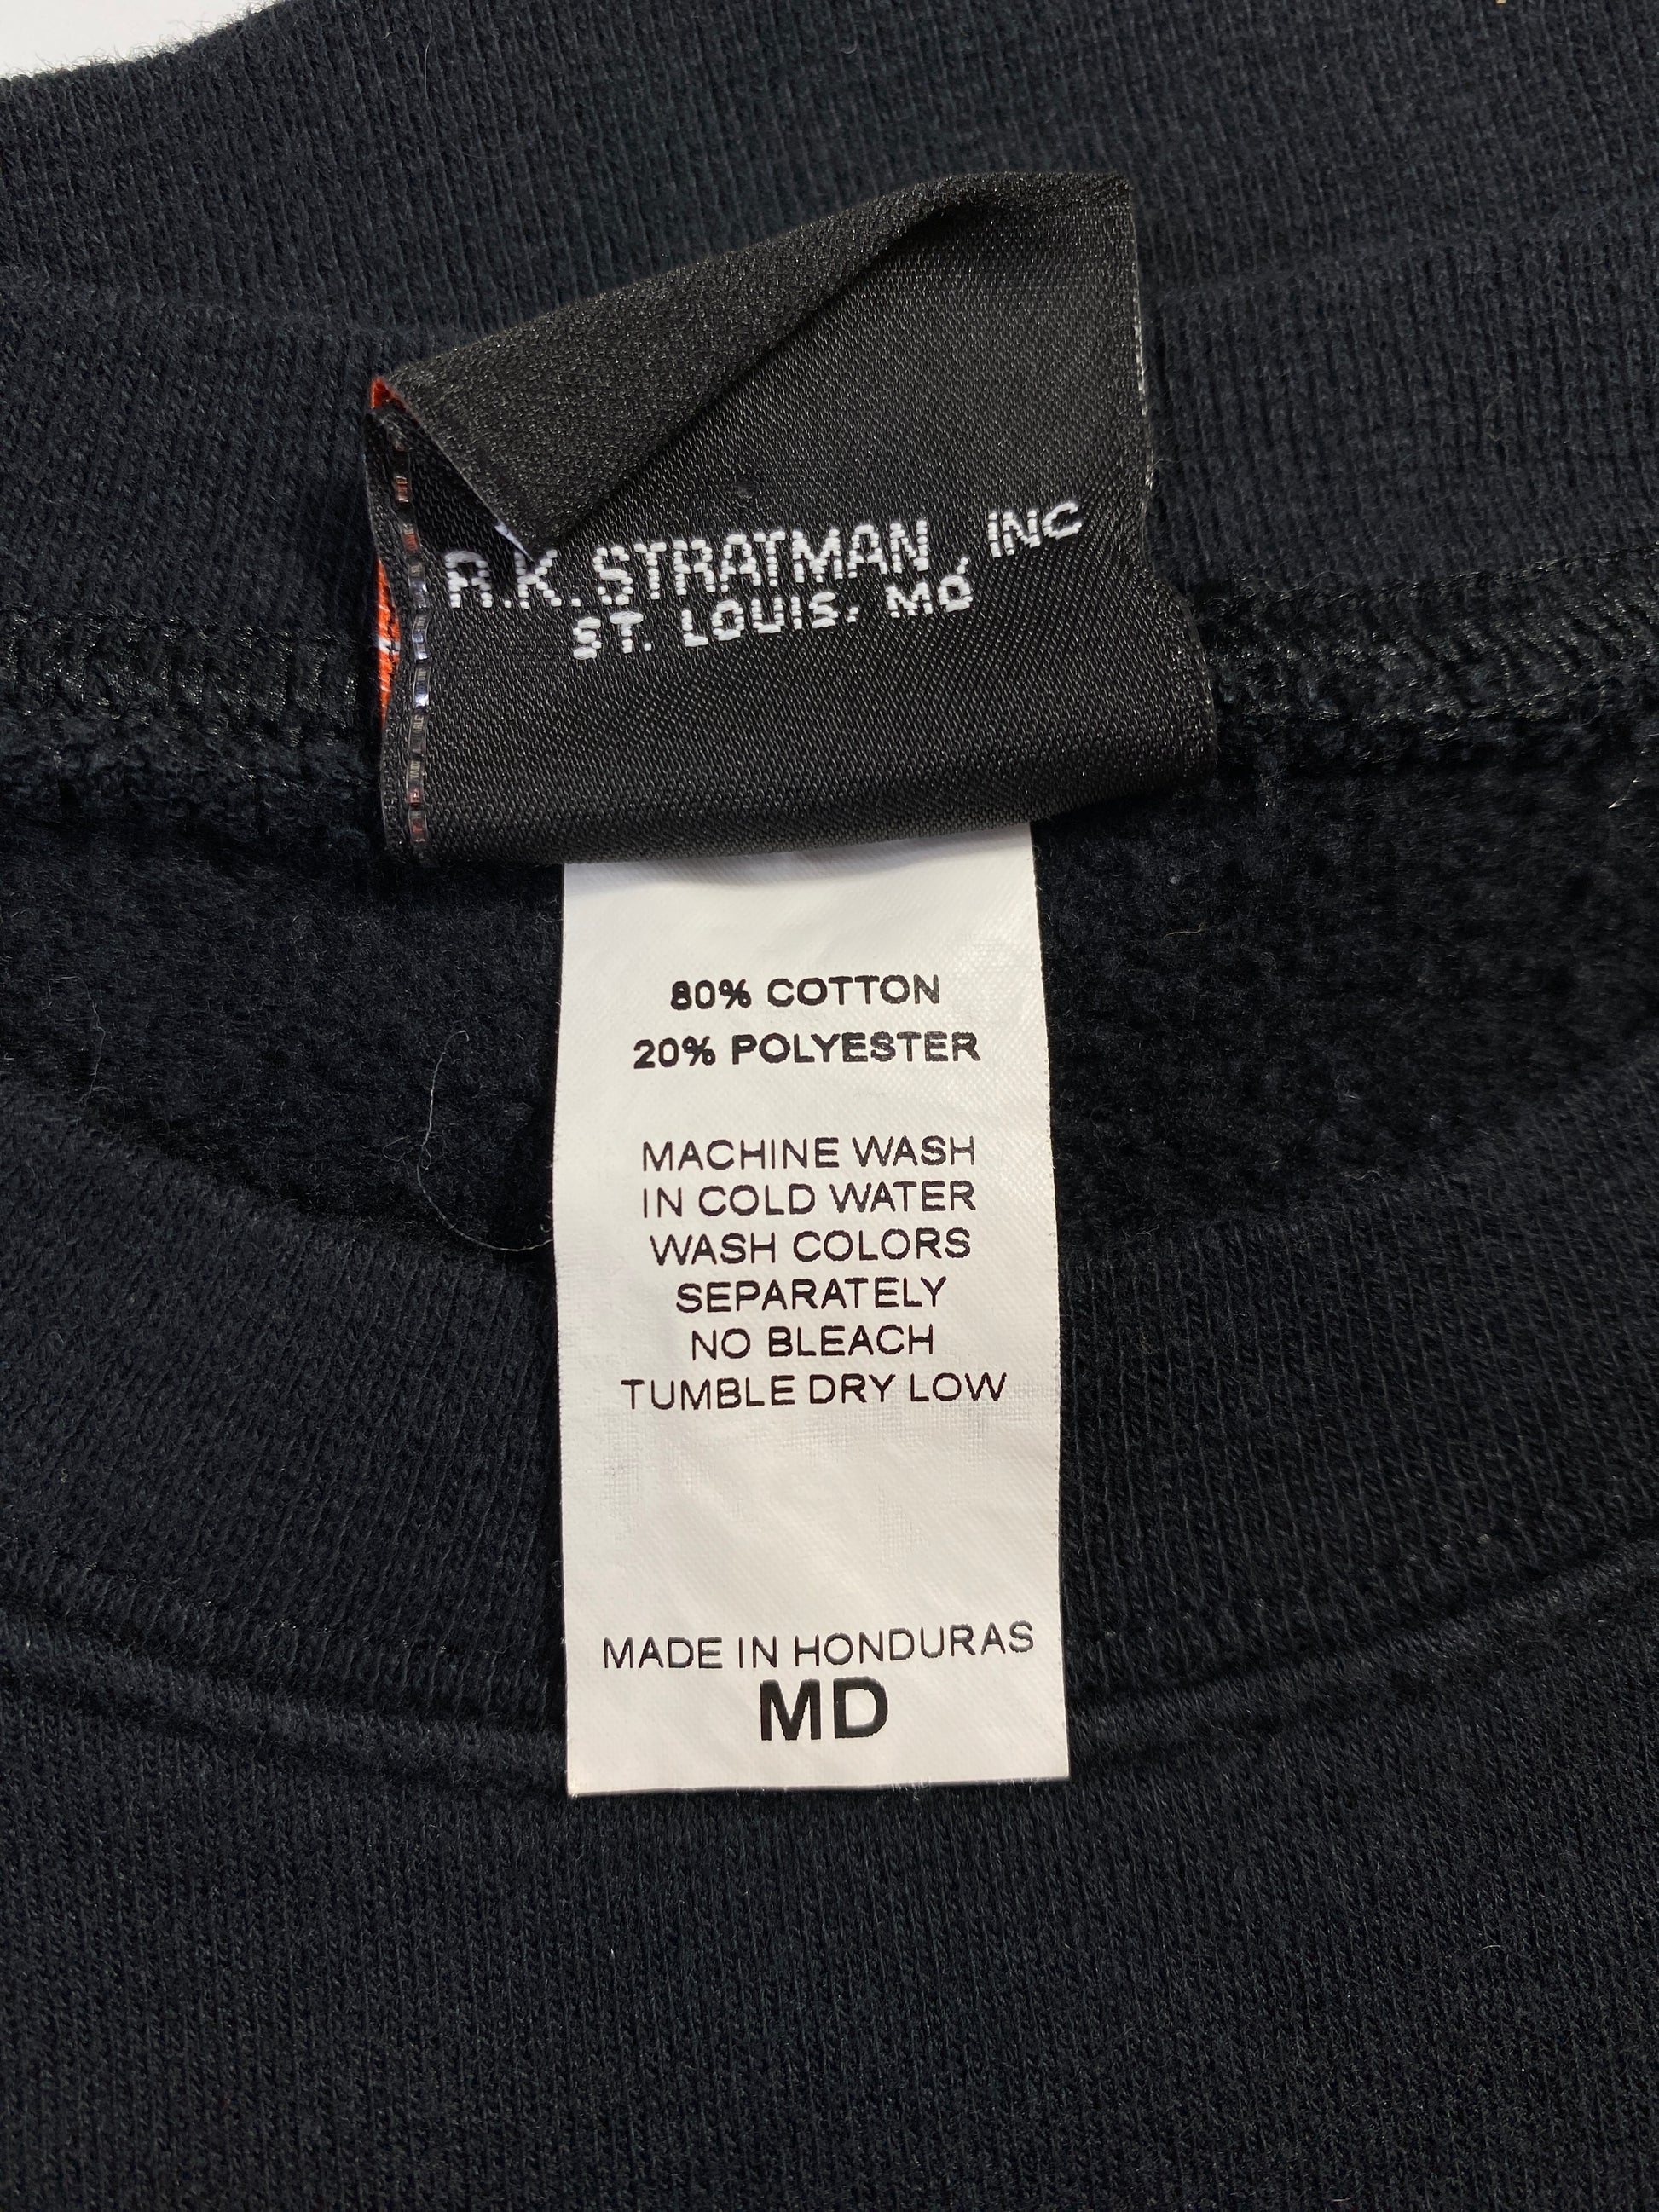 R.K. STRATMAN, INC
ST. LOUIS, MO
80% COTTON
20% POLYESTER
MACHINE WASH
IN COLD WATER
WASH COLORS
SEPARATELY
NO BLEACH
TUMBLE DRY LOW
MADE IN HONDURAS
MD